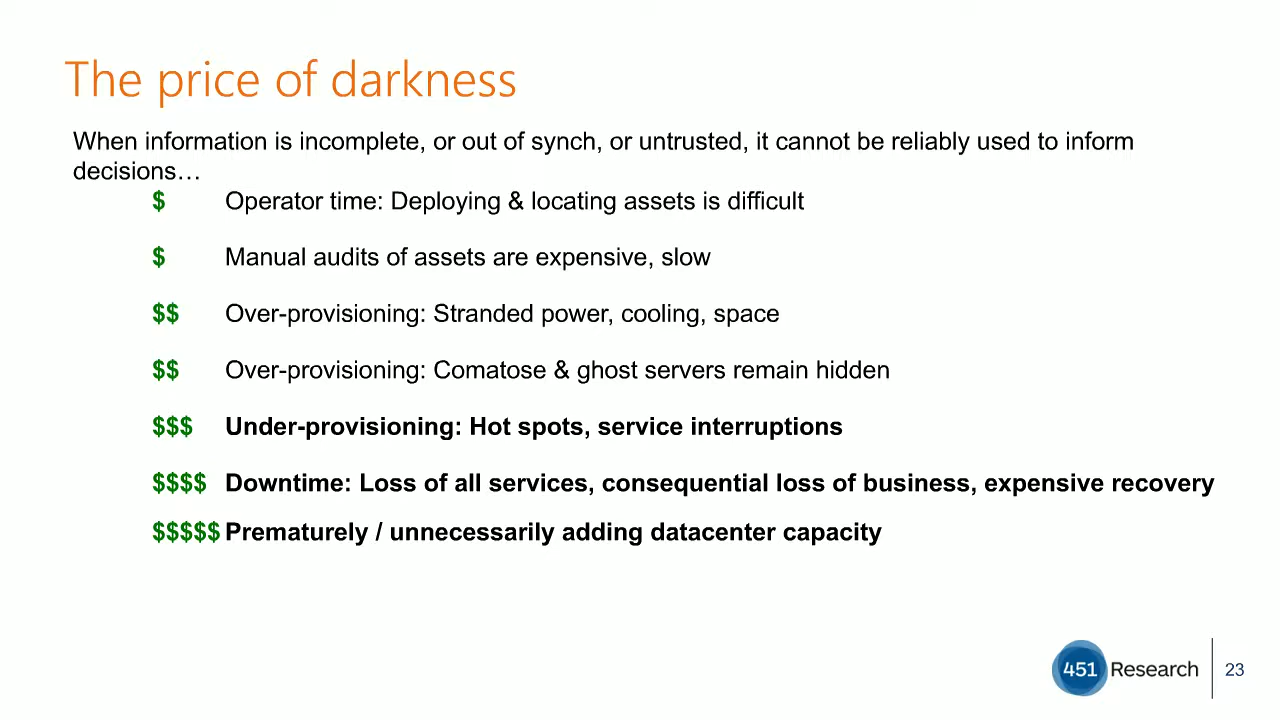 The price of darkness
When information is incomplete, or out of synch, or untrusted, it cannot be reliably used to inform
decisions…
$ Operator time: Deploying & locating assets is difficult
$ Manual audits of assets are expensive, slow
$$ Over-provisioning: Stranded power, cooling, space
$$ Over-provisioning: Comatose & ghost servers remain hidden
$$$ Under-provisioning: Hot spots, service interruptions
$$$$ Downtime: Loss of all services, consequential loss of business, expensive recovery
$$$$$ Prematurely / unnecessarily adding datacenter capacity
451 Research 23